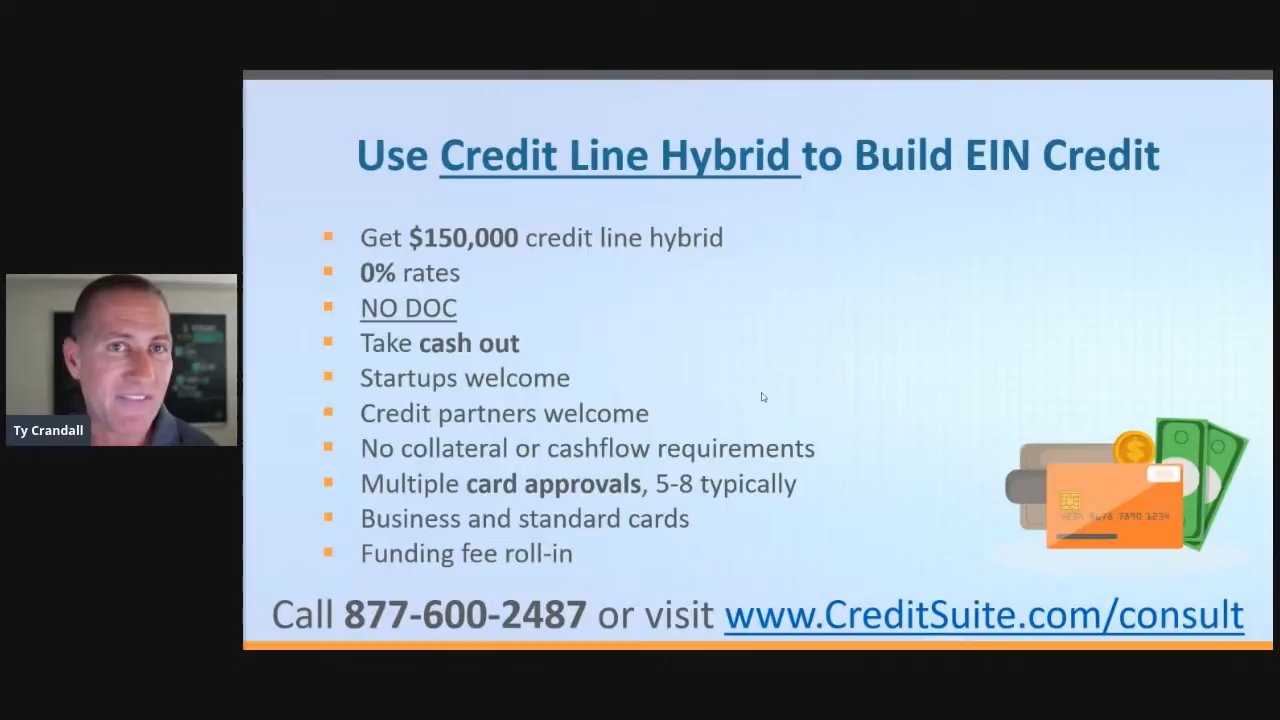 Use Credit Line Hybrid to Build EIN Credit
Get $150,000 credit line hybrid
0% rates
NO DOC
Take cash out
Startups welcome
Credit partners welcome
No collateral or cashflow requirements
Multiple card approvals, 5-8 typically
Business and standard cards
Funding fee roll-in
Call 877-600-2487 or visit www.CreditSuite.com/consult
Ty Crandall